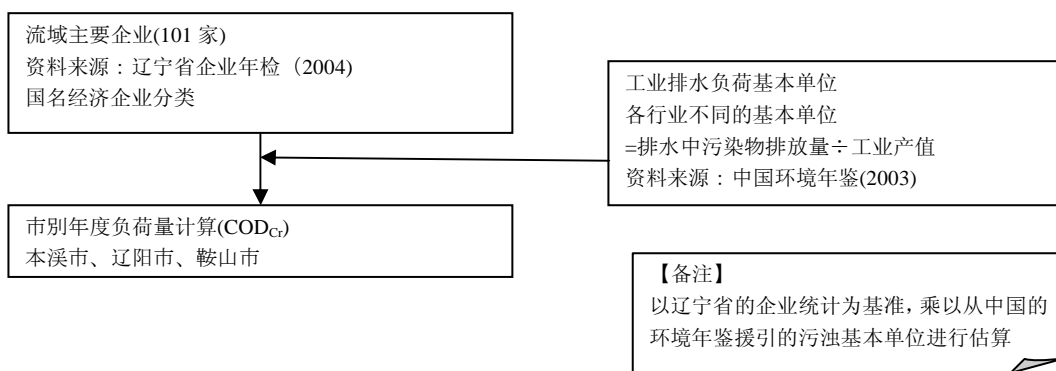 流域主要企业(101 家)
资料来源：辽宁省企业年检（2004)
国名经济企业分类
工业排水负荷基本单位
各行业不同的基本单位
=排水中污染物排放量÷工业产值
资料来源：中国环境年鉴(2003)
市别年度负荷量计算(CODCr)
本溪市、辽阳市、鞍山市
【备注】
以辽宁省的企业统计为基准，乘以从中国的
环境年鉴援引的污浊基本单位进行估算